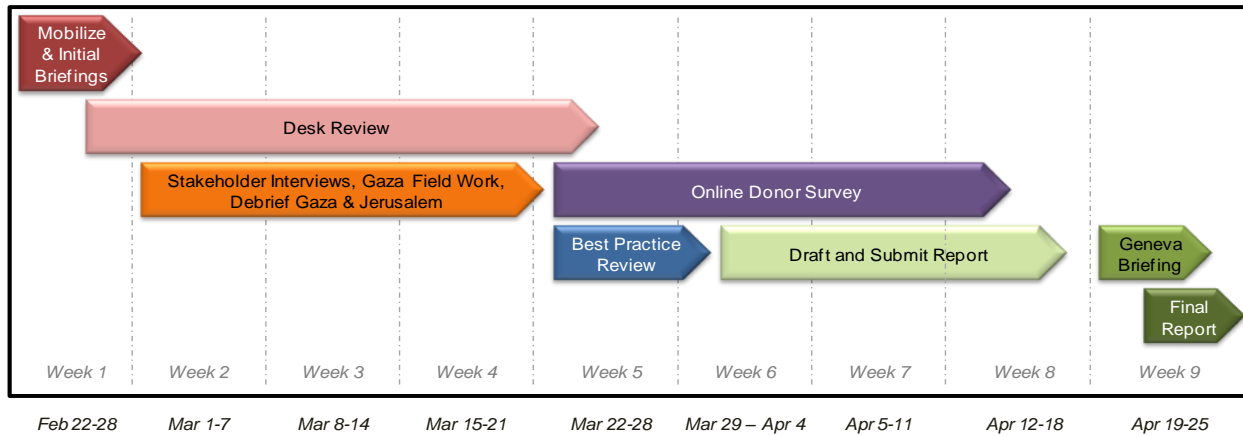 Mobilize
& Initial
Briefings
Desk Review
Stakeholder Interviews, Gaza Field Work,
Debrief Gaza & Jerusalem
Online Donor Survey
Best Practice
Review
Draft and Submit Report
Geneva
Briefing
Final
Report
Week 1 Week 2 Week 3 Week 4 Week 5 Week 6 Week 7 Week 8 Week 9
Feb 22-28 Mar 1-7 Mar 8-14 Mar 15-21 Mar 22-28 Mar 29 – Apr 4 Apr 5-11 Apr 12-18 Apr 19-25